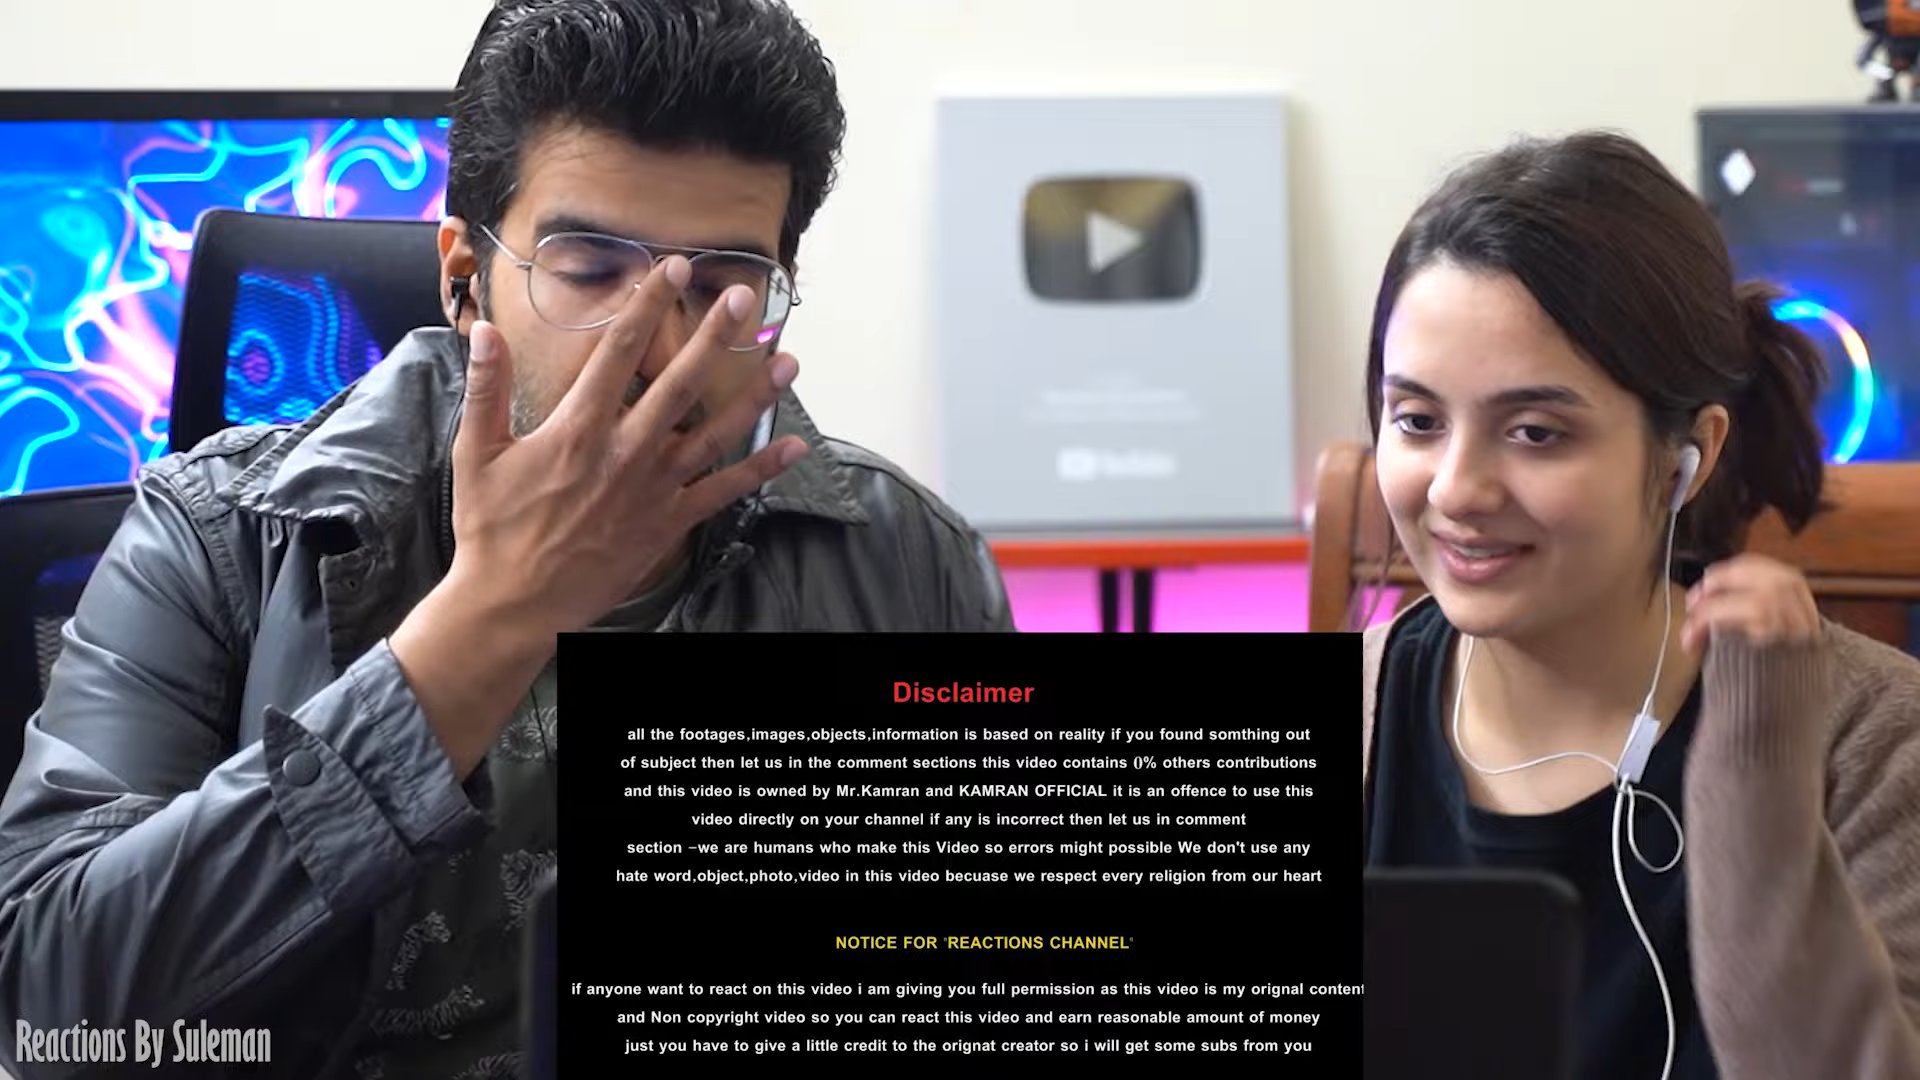 Disclaimer
all the footages,images,objects,information is based on reality if you found somthing out
of subject then let us in the comment sections this video contains 0% others contributions
and this video is owned by Mr.Kamran and KAMRAN OFFICIAL it is an offence to use this
video directly on your channel if any is incorrect then let us in comment
section -we are humans who make this Video so errors might possible We don't use any
hate word,object,photo,video in this video becuase we respect every religion from our heart
NOTICE FOR "REACTIONS CHANNEL"
if anyone want to react on this video i am giving you full permission as this video is my orignal content
and Non copyright video so you can react this video and earn reasonable amount of money
just you have to give a little credit to the orignat creator so i will get some subs from you
Reactions By Suleman